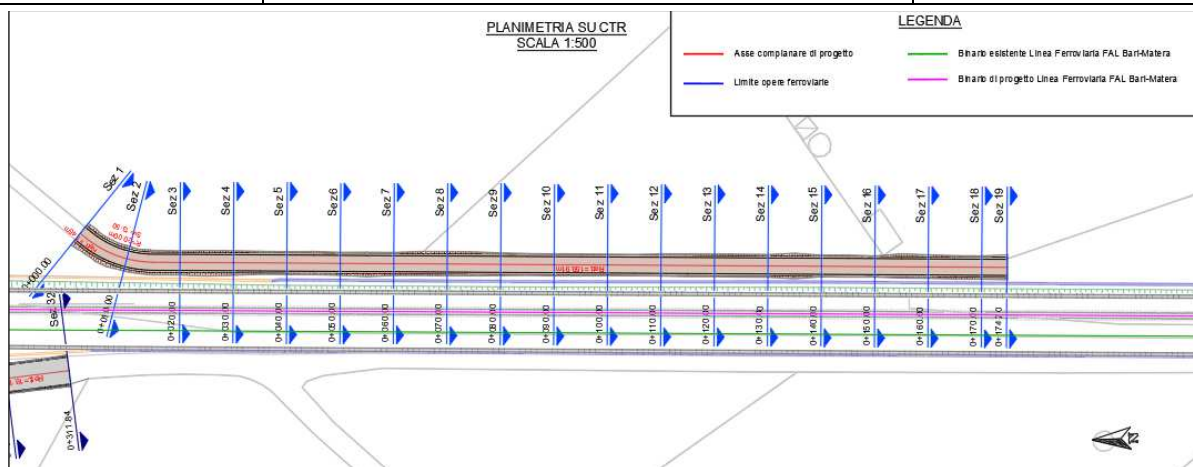 PLANIMETRIA SU CTR
SCALA 1:500
LEGENDA
Asse complanare di progetto
Limite opere ferroviarie
Binario esistente Linea Ferroviaria FAL Bari-Matera
Binario di progetto Linea Ferroviaria FAL Bari-Matera
Sez 1
Sez 2
Sez 3
Sez 4
Sez 5
Sez 6
Sez 7
Sez 8
Sez 9
Sez 10
Sez 11
Sez 12
Sez 13
Sez 14
Sez 15
Sez 16
Sez 17
Sez 18
Sez 19
0+000.00
0+020.00
0+030.00
0+040.00
0+050.00
0+060.00
0+070.00
0+080.00
0+090.00
0+100.00
0+110.00
0+120.00
0+130.00
0+140.00
0+150.00
0+160.00
0+170.00
32
0+311.84
N